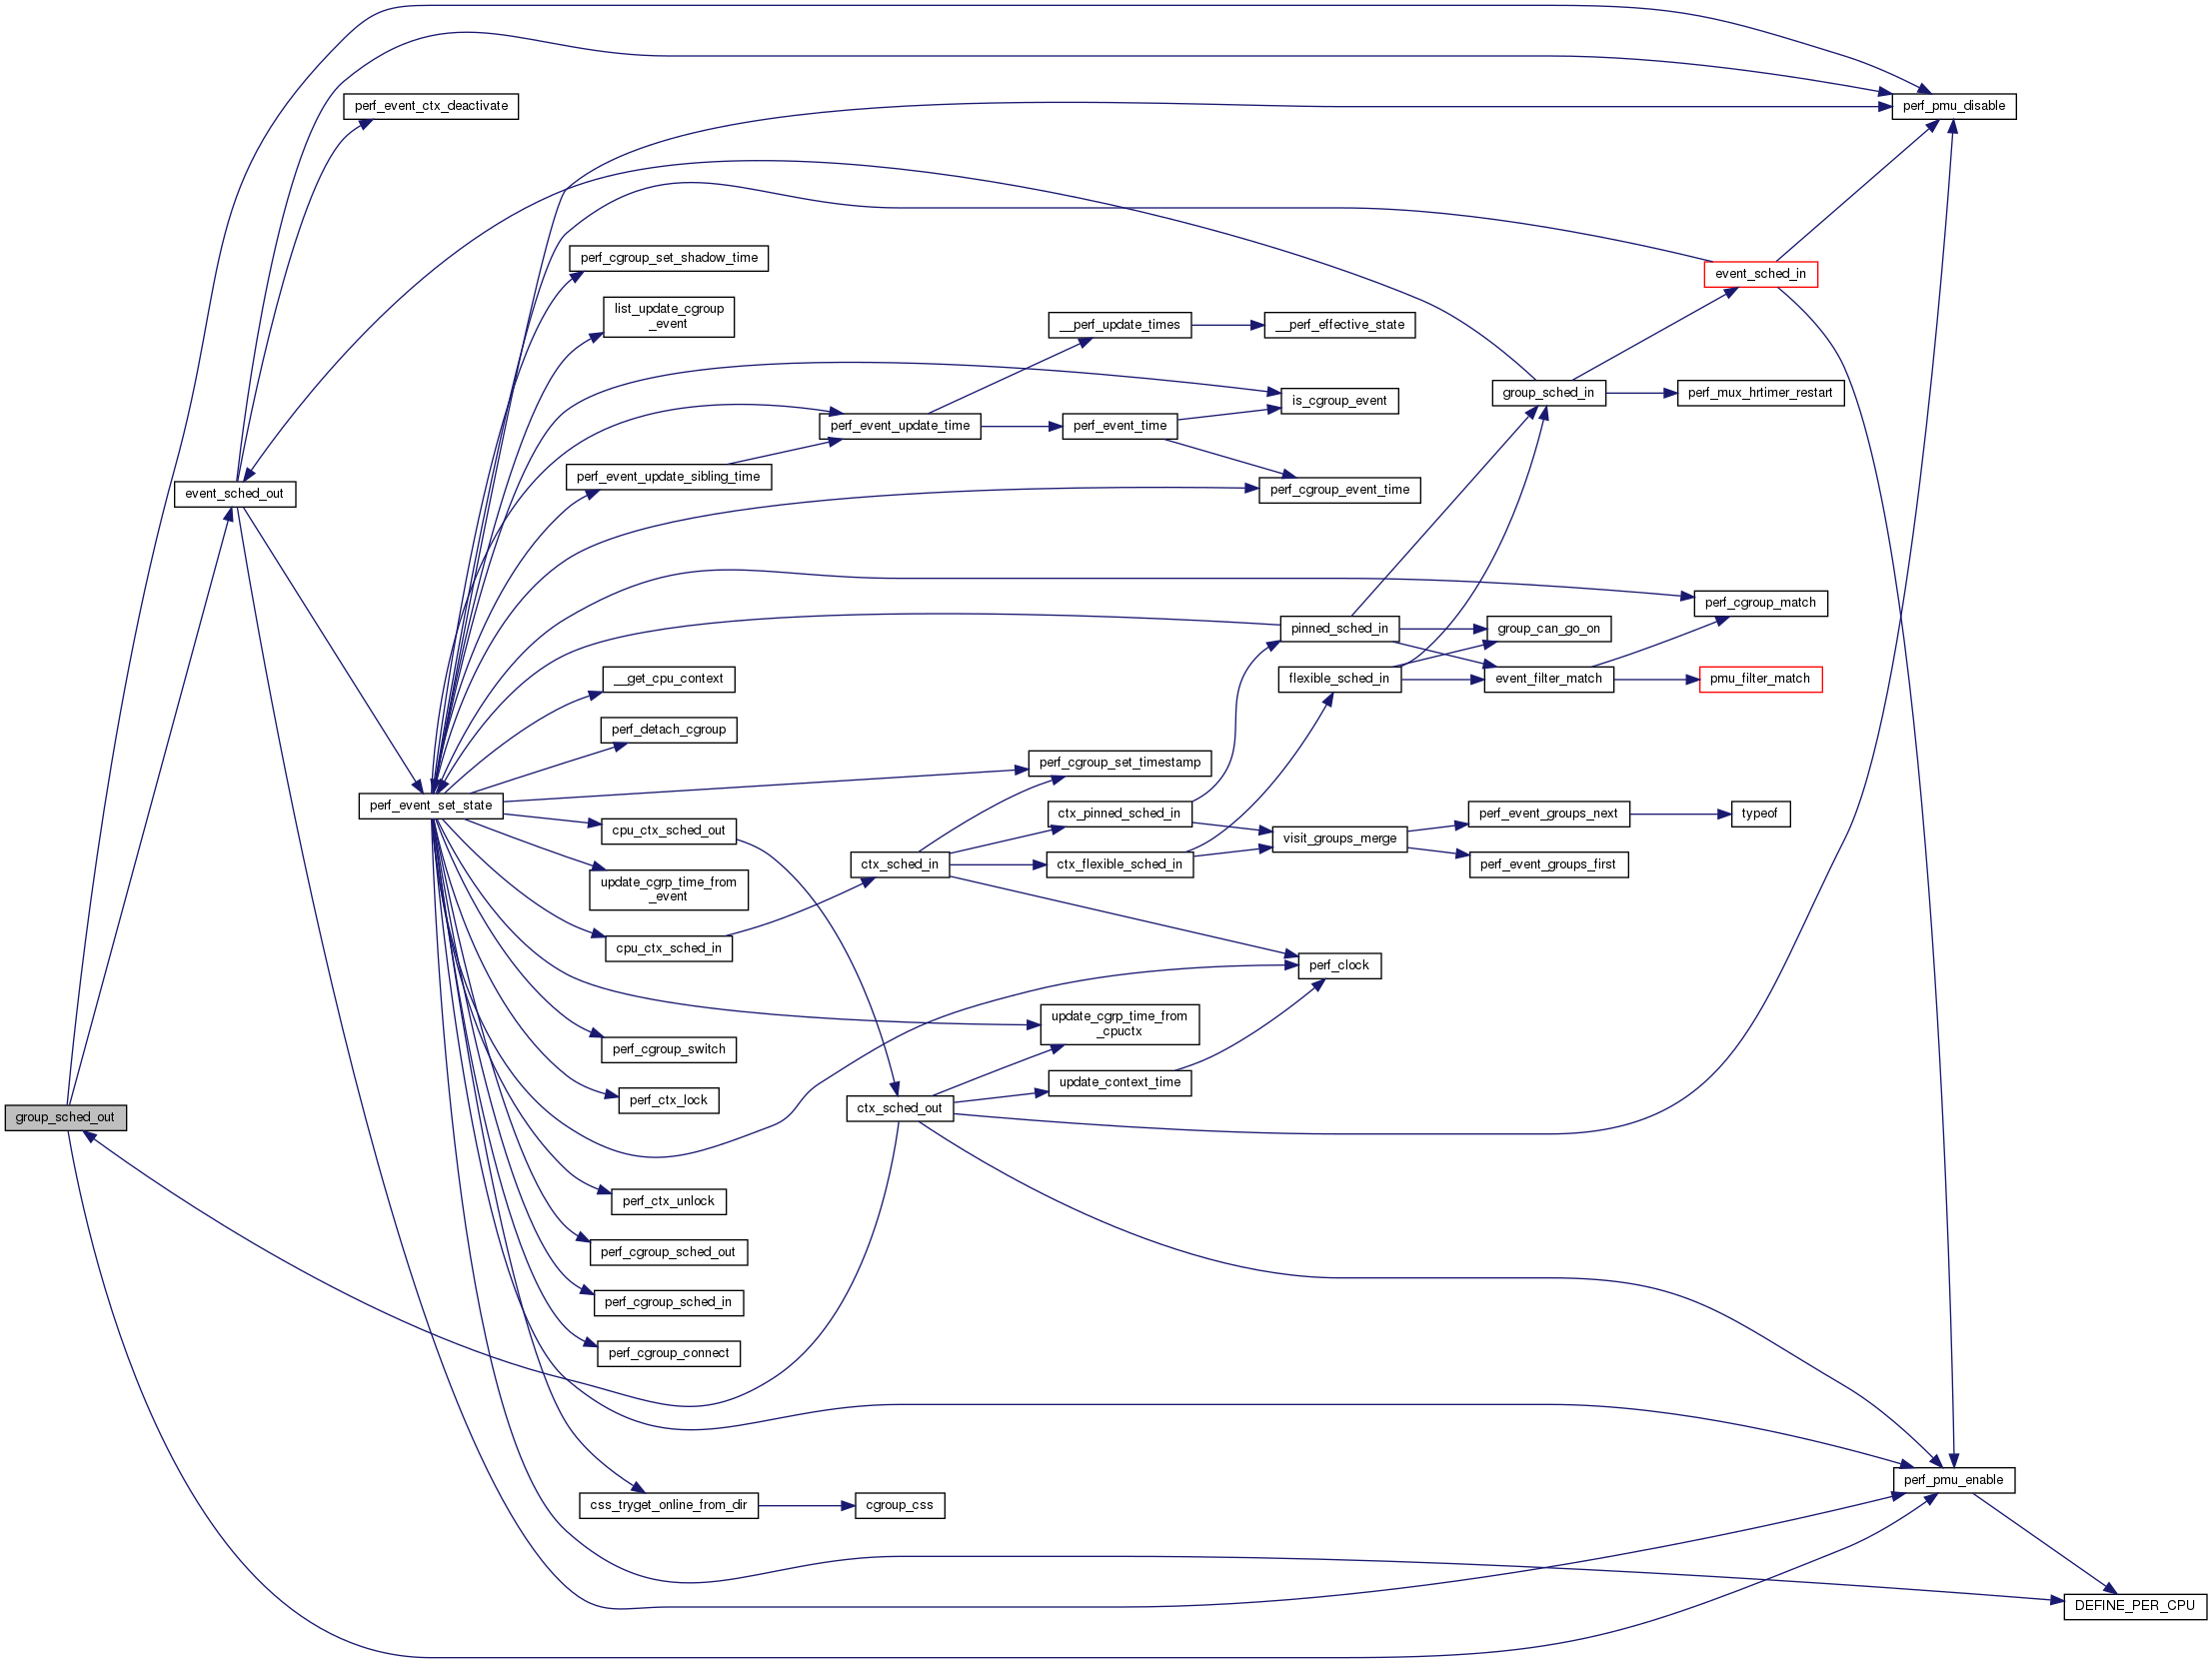 perf_event_ctx_deactivate
perf_pmu_disable
perf_cgroup_set_shadow_time
event_sched_in
list_update_cgroup
_event
__perf_update_times
__perf_effective_state
group_sched_in
perf_mux_hrtimer_restart
is_cgroup_event
perf_event_update_time
perf_event_time
perf_event_update_sibling_time
perf_cgroup_event_time
event_sched_out
perf_cgroup_match
pinned_sched_in
group_can_go_on
__get_cpu_context
flexible_sched_in
event_filter_match
pmu_filter_match
perf_detach_cgroup
perf_cgroup_set_timestamp
perf_event_set_state
ctx_pinned_sched_in
perf_event_groups_next
typeof
cpu_ctx_sched_out
visit_groups_merge
ctx_sched_in
ctx_flexible_sched_in
perf_event_groups_first
update_cgrp_time_from
_event
cpu_ctx_sched_in
perf_clock
update_cgrp_time_from
_cpuctx
perf_cgroup_switch
update_context_time
perf_ctx_lock
ctx_sched_out
group_sched_out
perf_ctx_unlock
perf_cgroup_sched_out
perf_cgroup_sched_in
perf_cgroup_connect
perf_pmu_enable
css_tryget_online_from_dir
cgroup_css
DEFINE_PER_CPU